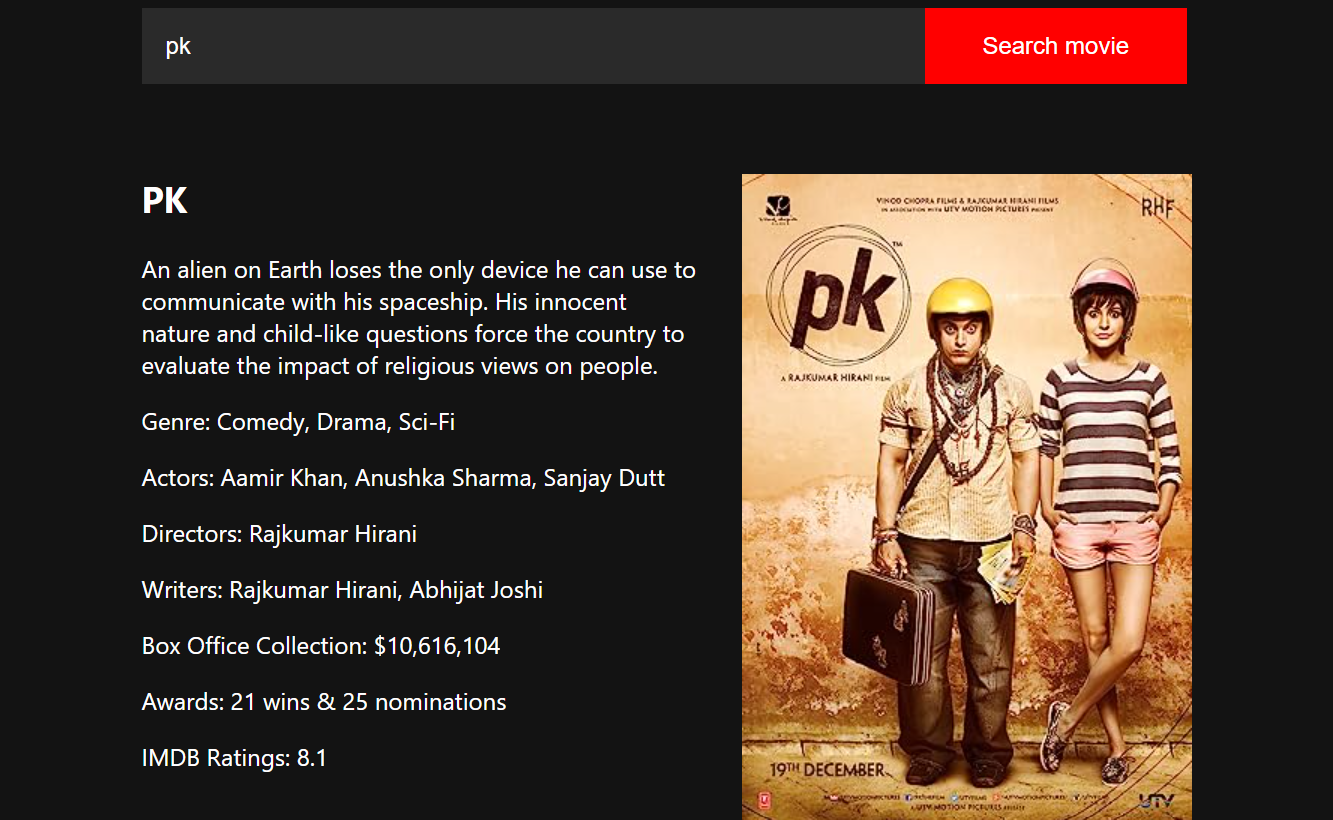 pk
Search movie
PK
An alien on Earth loses the only device he can use to
communicate with his spaceship. His innocent
nature and child-like questions force the country to
evaluate the impact of religious views on people.
Genre: Comedy, Drama, Sci-Fi
Actors: Aamir Khan, Anushka Sharma, Sanjay Dutt
Directors: Rajkumar Hirani
Writers: Rajkumar Hirani, Abhijat Joshi
Box Office Collection: $10,616,104
Awards: 21 wins & 25 nominations
IMDB Ratings: 8.1
VINOD CHOPRA FILMS & RAJKUMAR HIRANI FILMS
IN ASSOCIATION WITH UTV MOTION PICTURES PRESENT
RHF
pk™
A RAJKUMAR HIRANI FILM
19TH DECEMBER
A UTV MOTION PICTURES
UTV